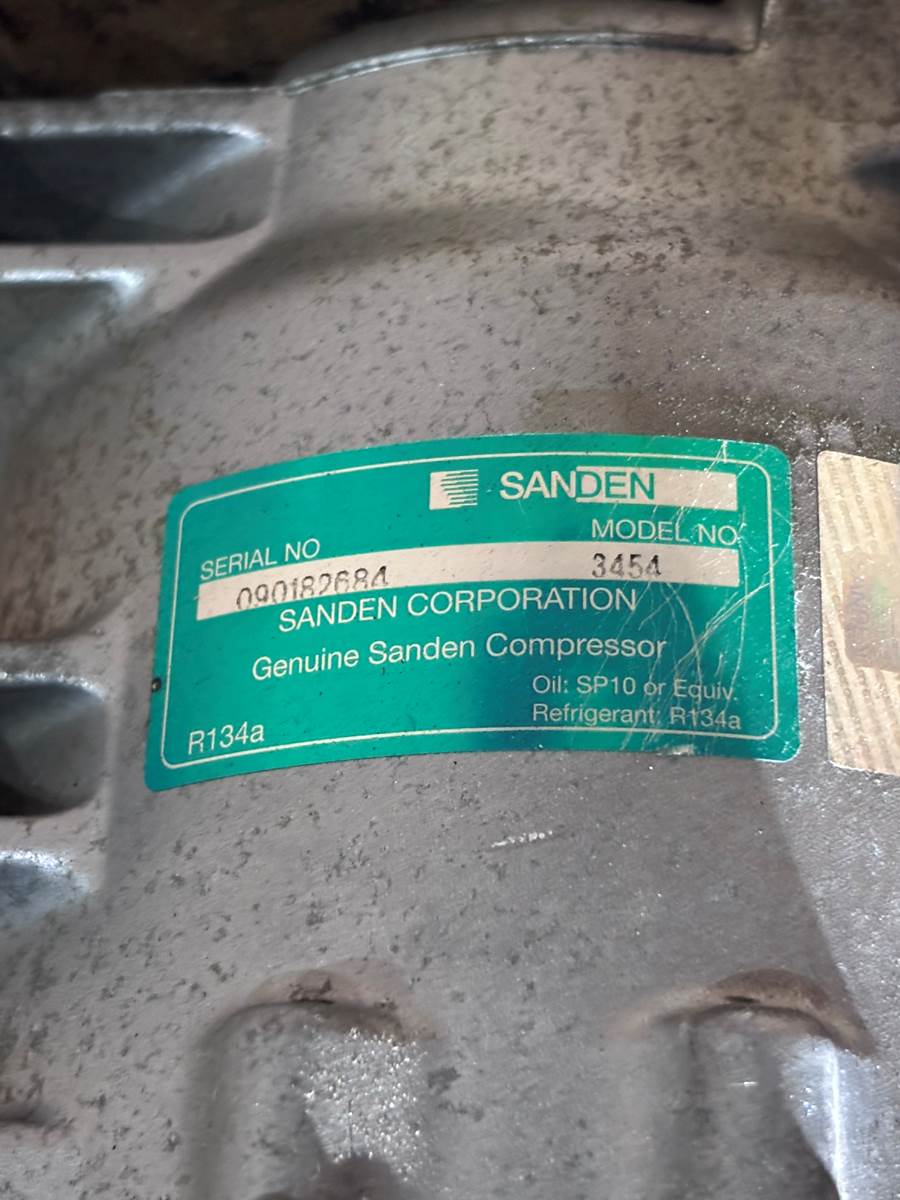 SANDEN
SERIAL NO MODEL NO
090182684 3454
SANDEN CORPORATION
Genuine Sanden Compressor
Oil: SP10 or Equiv.
Refrigerant: R134a
R134a